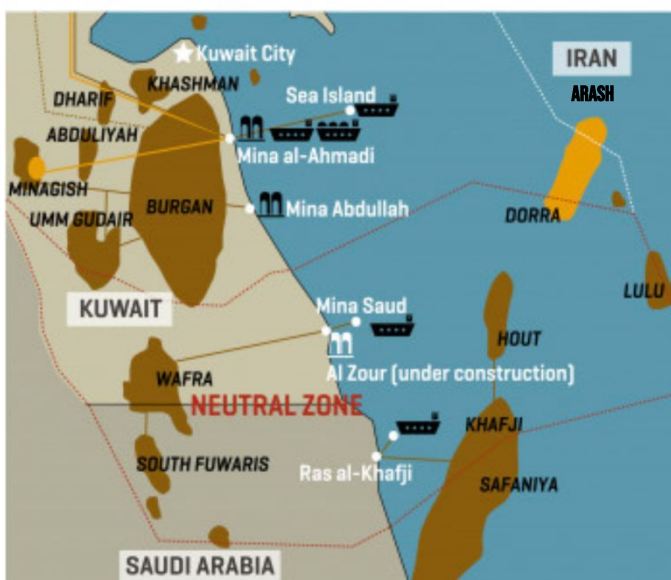 Kuwait City
IRAN
KHASHMAN
ARASH
DHARIF
Sea Island
ABDULIYAH
Mina al-Ahmadi
MINAGISH
BURGAN
Mina Abdullah
DORRA
UMM GUDAIR
LULU
KUWAIT
Mina Saud
HOUT
Al Zour (under construction)
WAFRA
NEUTRAL ZONE
KHAFJI
SOUTH FUWARIS
Ras al-Khafji
SAFANIYA
SAUDI ARABIA